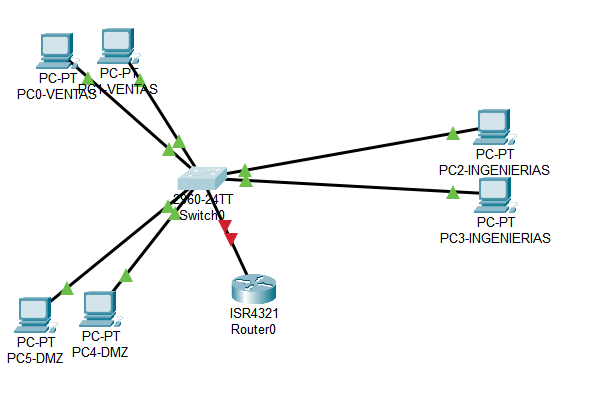 PC-PT
PC0-VENTAS
PC-PT
PC1-VENTAS
PC-PT
PC2-INGENIERIAS
PC-PT
PC3-INGENIERIAS
2960-24TT
Switch0
ISR4321
Router0
PC-PT
PC4-DMZ
PC-PT
PC5-DMZ